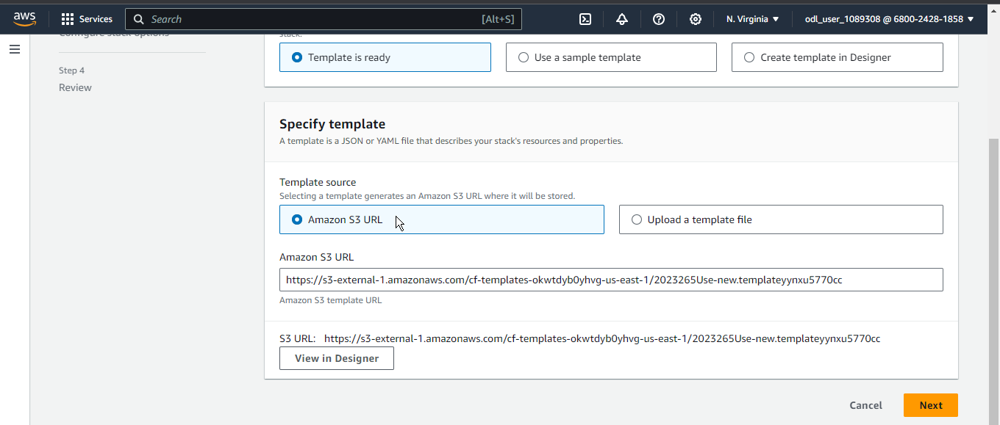 aws Services Search [Alt+S] N. Virginia odl_user_1089308 @ 6800-2428-1858
Configure stack options
stack.
Template is ready Use a sample template Create template in Designer
Step 4
Review
Specify template
A template is a JSON or YAML file that describes your stack's resources and properties.
Template source
Selecting a template generates an Amazon S3 URL where it will be stored.
Amazon S3 URL Upload a template file
Amazon S3 URL
https://s3-external-1.amazonaws.com/cf-templates-okwtdyb0yhvg-us-east-1/2023265Use-new.templateyynxu5770cc
Amazon S3 template URL
S3 URL: https://s3-external-1.amazonaws.com/cf-templates-okwtdyb0yhvg-us-east-1/2023265Use-new.templateyynxu5770cc
View in Designer
Cancel Next